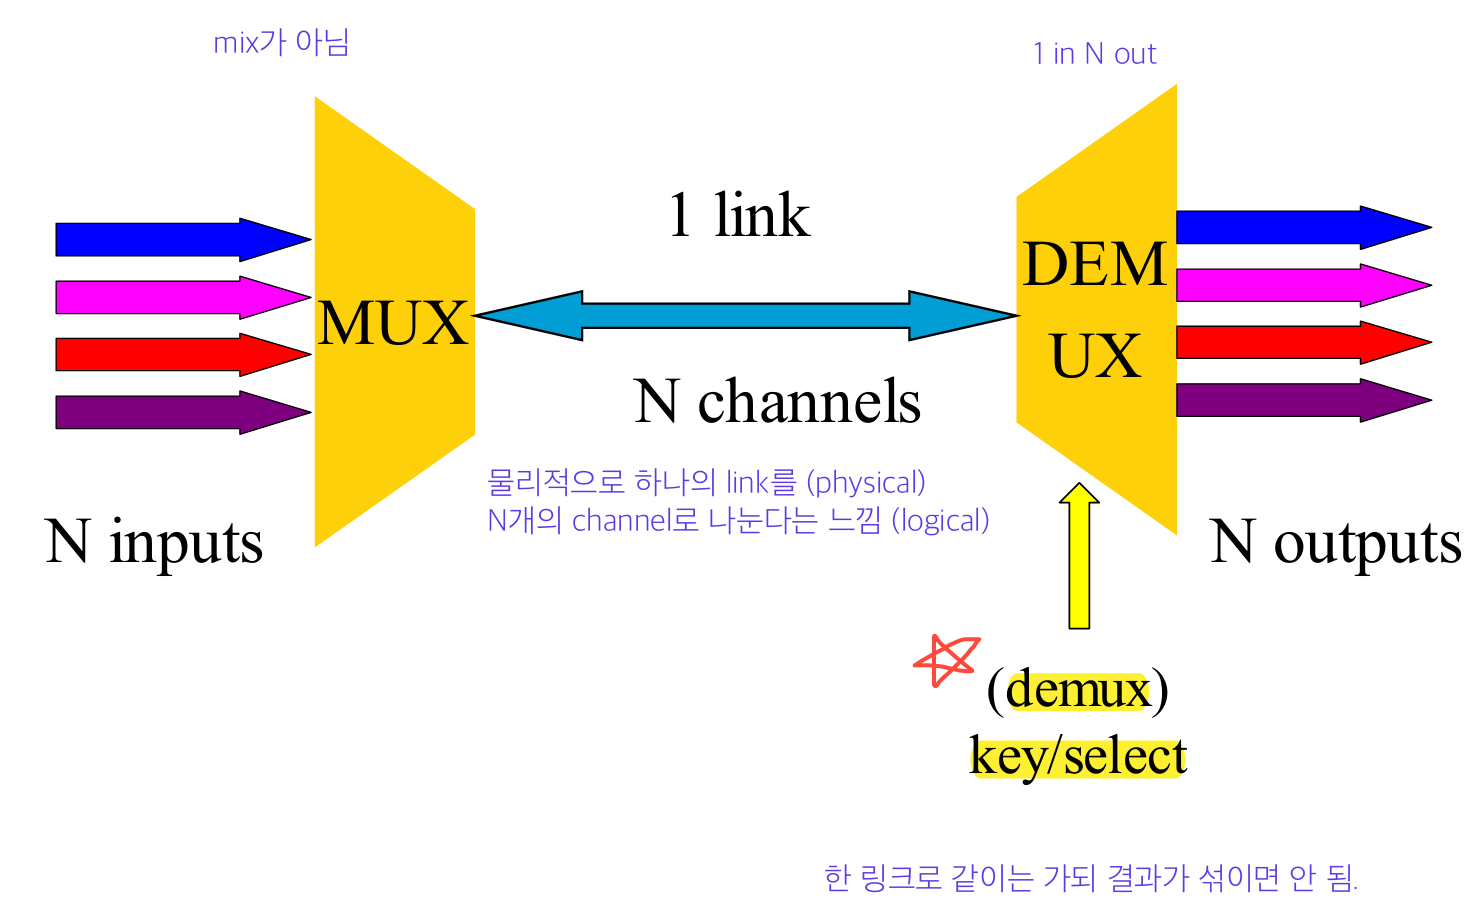 mix가 아님
1 in N out
1 link
MUX
DEM
UX
N channels
물리적으로 하나의 link를 (physical)
N개의 channel로 나눈다는 느낌 (logical)
N inputs
N outputs
(demux)
key/select
한 링크로 같이는 가되 결과가 섞이면 안 됨.